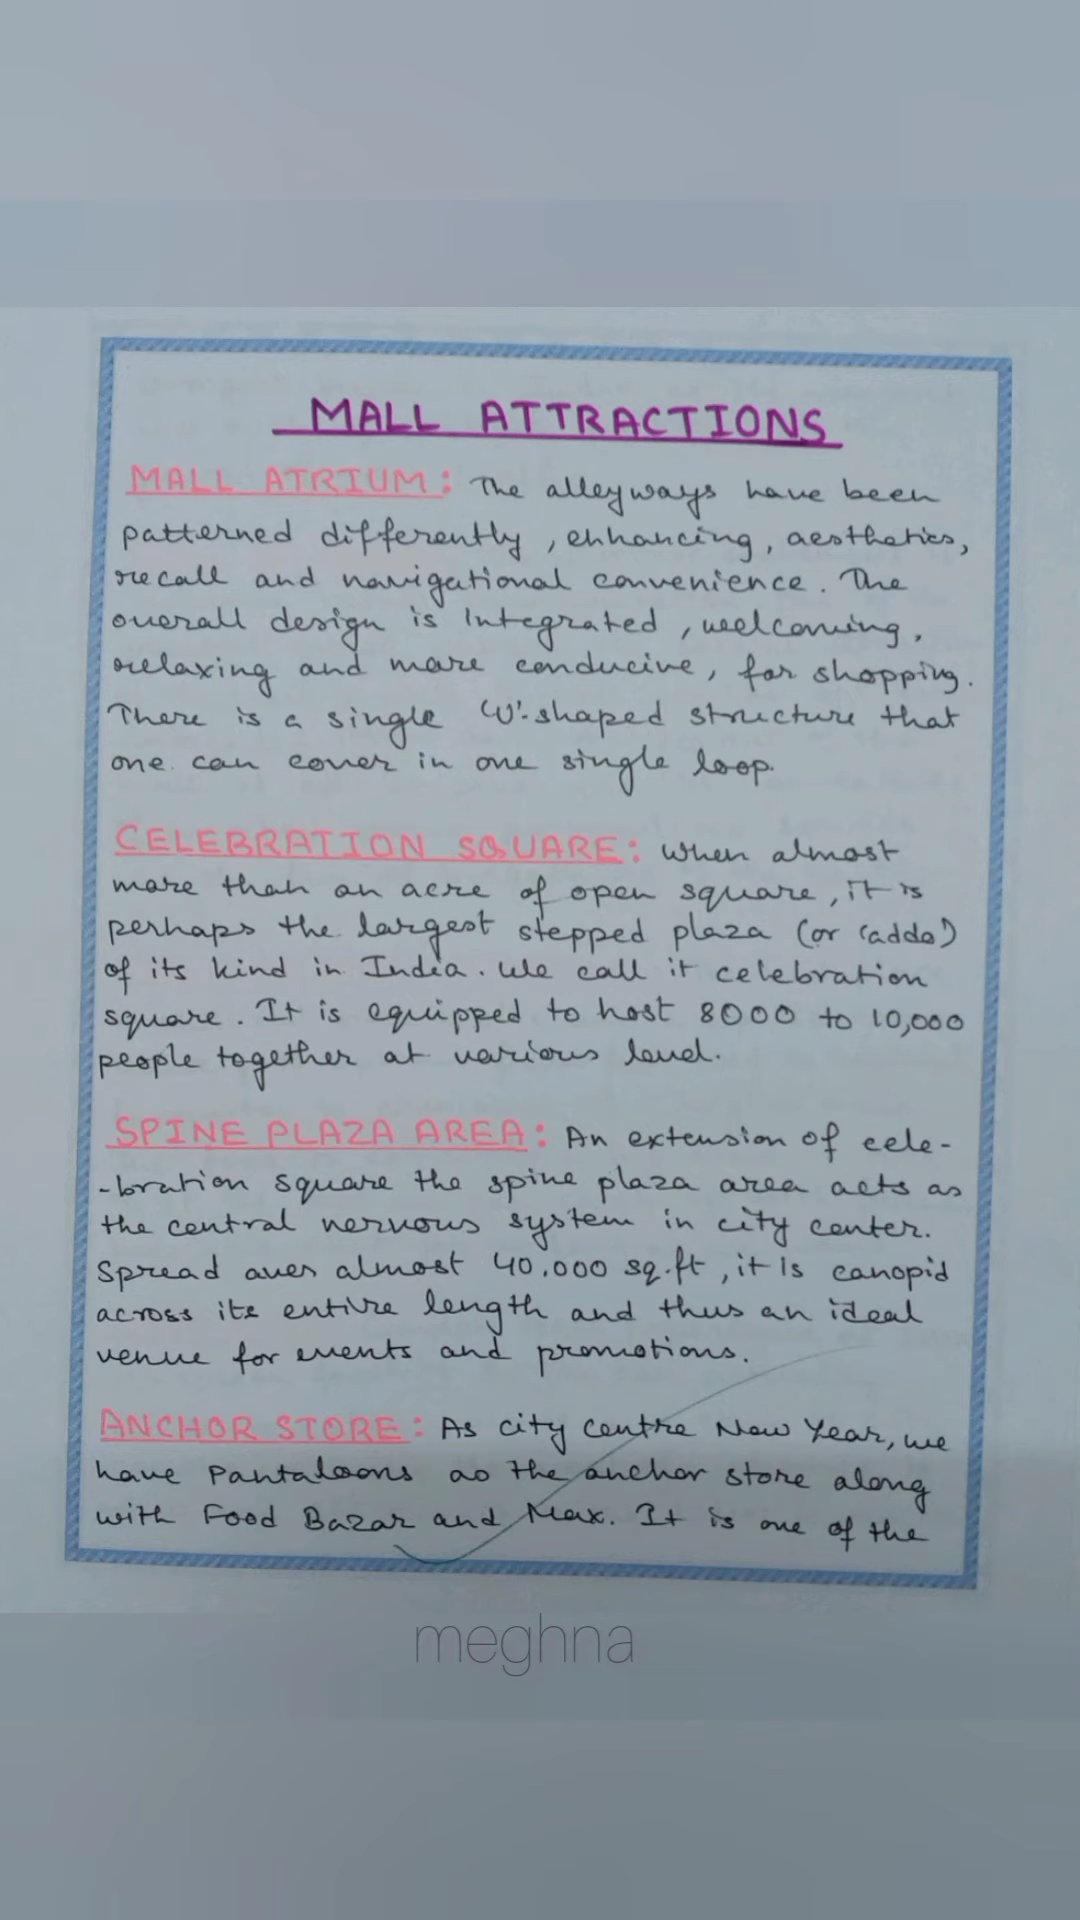 MALL ATTRACTIONS
MALL ATRIUM: The alleyways have been
patterned differently, enhancing, aesthetics,
recall and navigational convenience. The
overall design is Integrated, welcoming,
relaxing and more conducive, for shopping.
There is a single 'U'-shaped structure that
one can cover in one single loop.
CELEBRATION SQUARE: When almost
more than an acre of open square, it is
perhaps the largest stepped plaza (or 'adda')
of its kind in India. We call it celebration
square. It is equipped to host 8000 to 10,000
people together at various level.
SPINE PLAZA AREA: An extension of cele-
-bration square the spine plaza area acts as
the central nervous system in city center.
Spread over almost 40,000 sq.ft, it Is canopid
across its entire length and thus an ideal
venue for events and promotions.
ANCHOR STORE: As city centre New Year, we
have Pantaloons as the anchor store along
with Food Bazar and Max. It is one of the
meghna